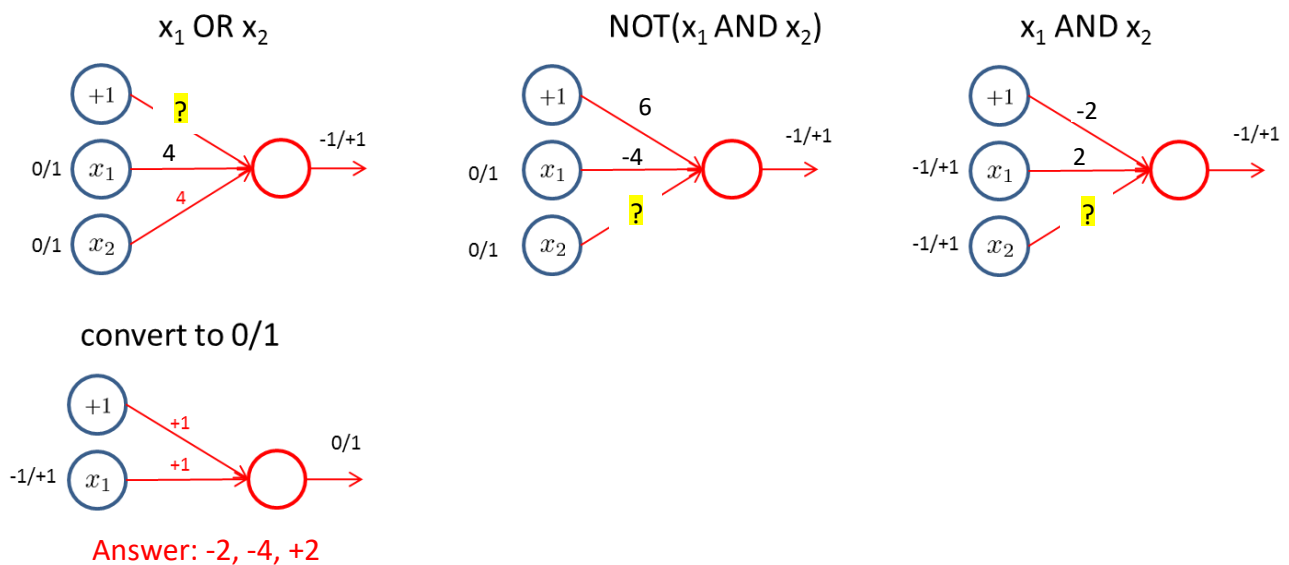 x₁ OR x₂
+1
?
-1/+1
0/1
x₁
4
4
0/1
x₂
NOT(x₁ AND x₂)
+1
6
-1/+1
0/1
x₁
-4
?
0/1
x₂
x₁ AND x₂
+1
-2
-1/+1
-1/+1
x₁
2
?
-1/+1
x₂
convert to 0/1
+1
+1
0/1
-1/+1
x₁
+1
Answer: -2, -4, +2